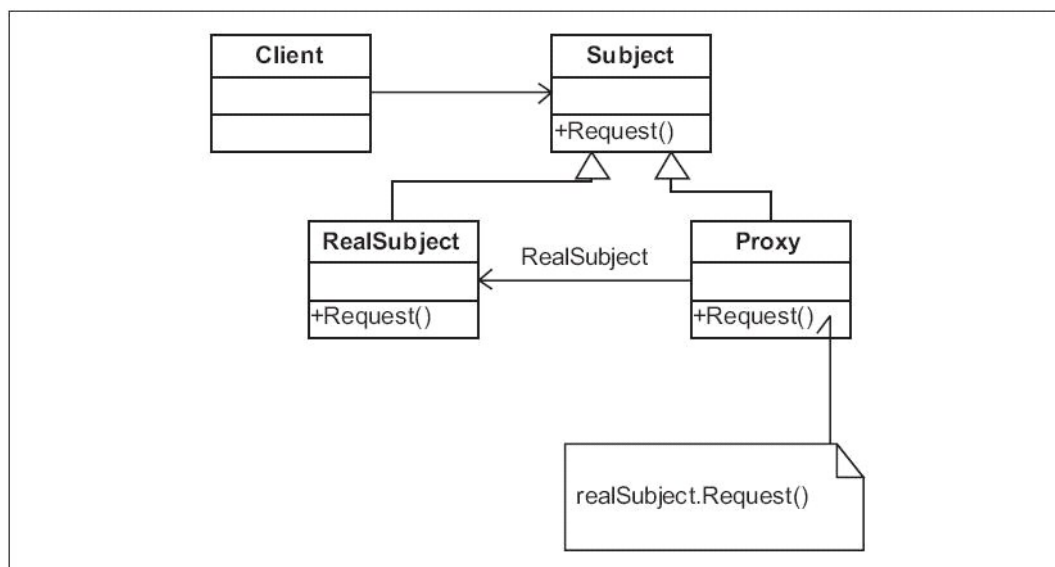 Client
Subject
+Request()
RealSubject
Proxy
RealSubject
+Request()
+Request()
realSubject.Request()